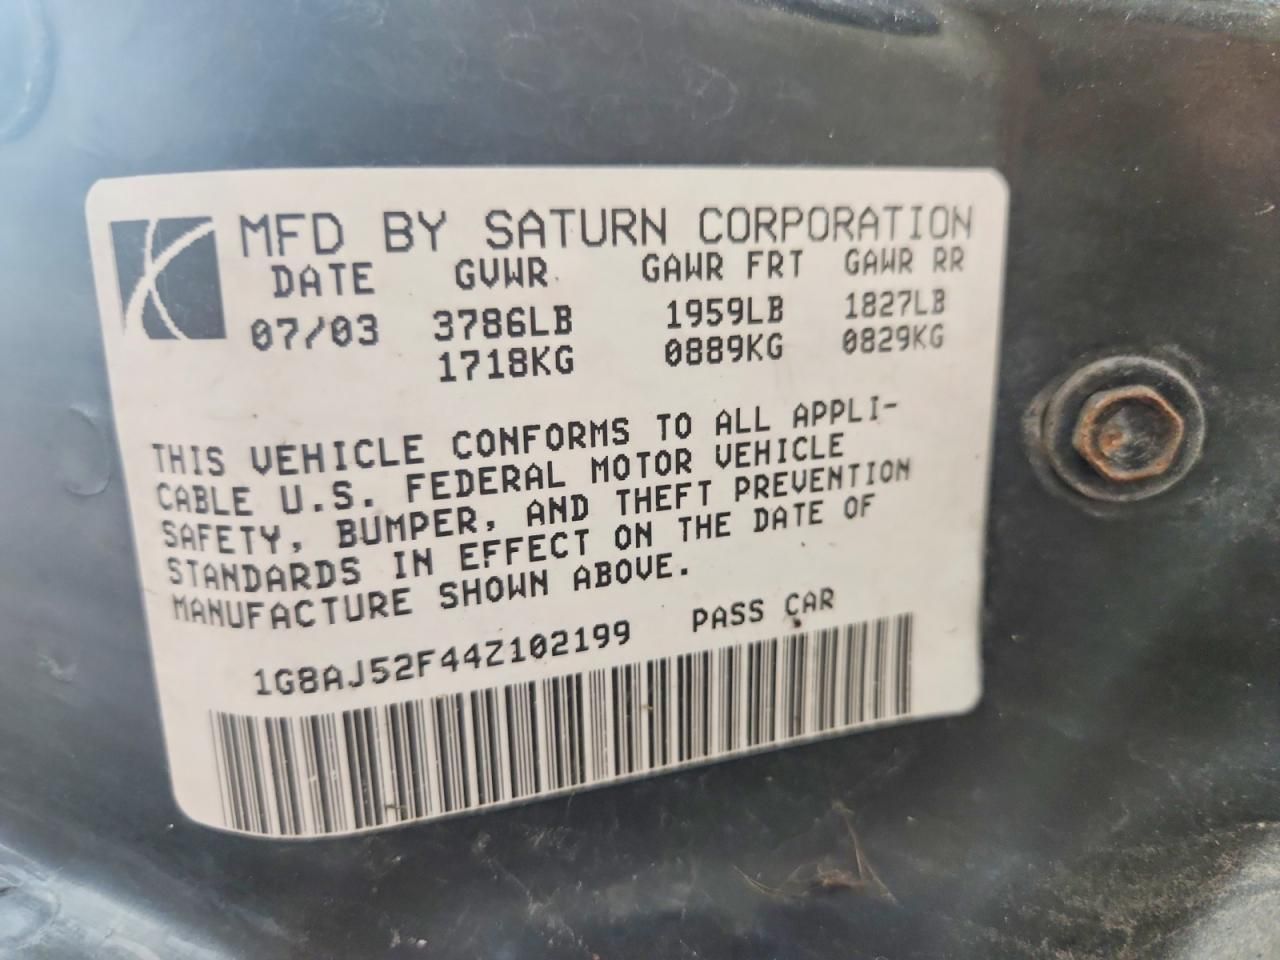 MFD BY SATURN CORPORATION
DATE GVWR GAWR FRT GAWR RR
07/03 3786LB 1959LB 1827LB
1718KG 0889KG 0829KG
THIS VEHICLE CONFORMS TO ALL APPLI-
CABLE U.S. FEDERAL MOTOR VEHICLE
SAFETY, BUMPER, AND THEFT PREVENTION
STANDARDS IN EFFECT ON THE DATE OF
MANUFACTURE SHOWN ABOVE.
1G8AJ52F44Z102199 PASS CAR